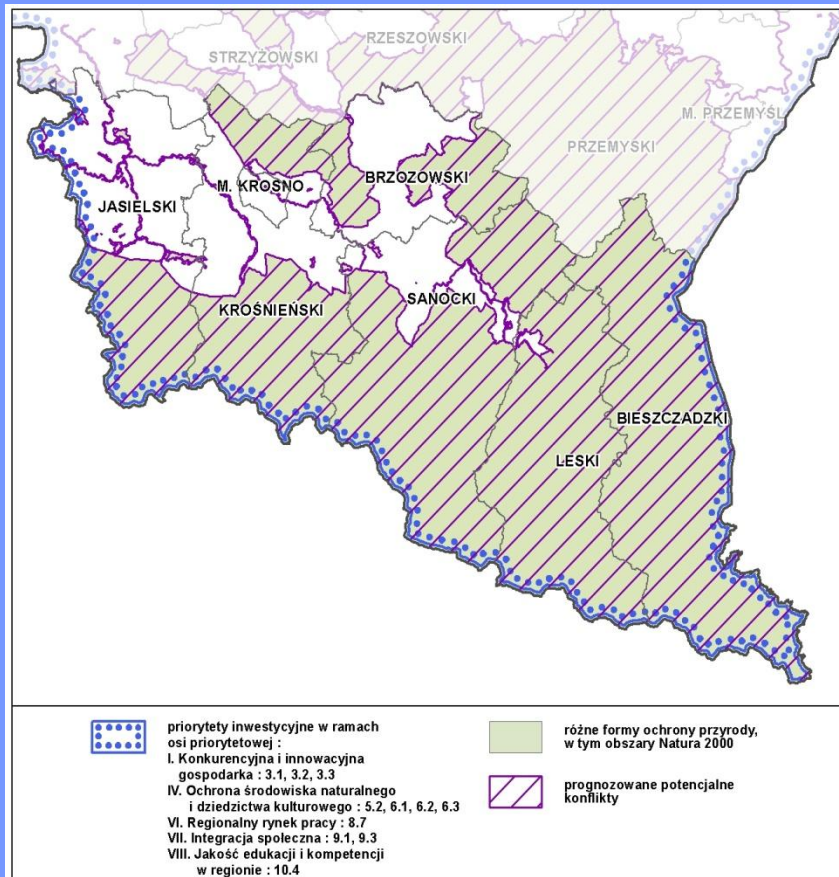 RZESZOWSKI
STRZYŻOWSKI
M. PRZEMYŚL
PRZEMYSKI
BRZOZOWSKI
M. KROSNO
JASIELSKI
SANOCKI
KROŚNIEŃSKI
BIESZCZADZKI
LESKI
priorytety inwestycyjne w ramach
osi priorytetowej :
I. Konkurencyjna i innowacyjna
gospodarka : 3.1, 3.2, 3.3
IV. Ochrona środowiska naturalnego
i dziedzictwa kulturowego : 5.2, 6.1, 6.2, 6.3
VI. Regionalny rynek pracy : 8.7
VII. Integracja społeczna : 9.1, 9.3
VIII. Jakość edukacji i kompetencji
w regionie : 10.4
różne formy ochrony przyrody,
w tym obszary Natura 2000
prognozowane potencjalne
konflikty